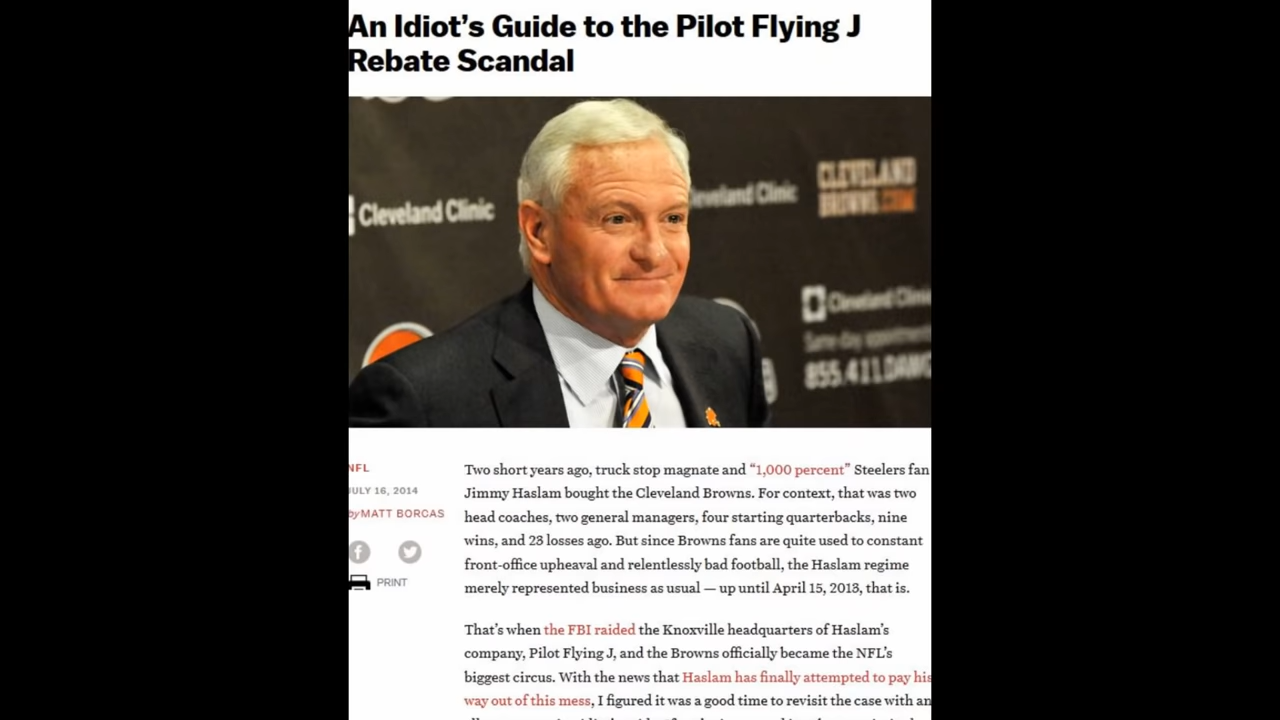 An Idiot’s Guide to the Pilot Flying J
Rebate Scandal
Cleveland Clinic
Cleveland Clinic
CLEVELAND
BROWNS.COM
Cleveland Clinic
Same-day appointments
855.411.DAWG
NFL
JULY 16, 2014
by MATT BORCAS
PRINT
Two short years ago, truck stop magnate and “1,000 percent” Steelers fan
Jimmy Haslam bought the Cleveland Browns. For context, that was two
head coaches, two general managers, four starting quarterbacks, nine
wins, and 23 losses ago. But since Browns fans are quite used to constant
front-office upheaval and relentlessly bad football, the Haslam regime
merely represented business as usual — up until April 15, 2013, that is.
That’s when the FBI raided the Knoxville headquarters of Haslam’s
company, Pilot Flying J, and the Browns officially became the NFL’s
biggest circus. With the news that Haslam has finally attempted to pay his
way out of this mess, I figured it was a good time to revisit the case with an